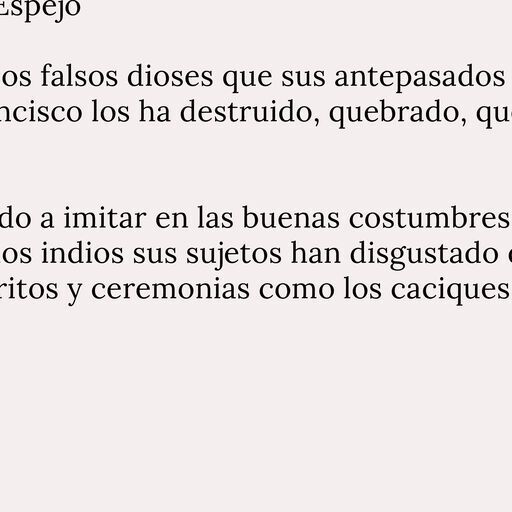 Espejo
os falsos dioses que sus antepasados
ncisco los ha destruido, quebrado, qu
do a imitar en las buenas costumbres
os indios sus sujetos han disgustado
ritos y ceremonias como los caciques